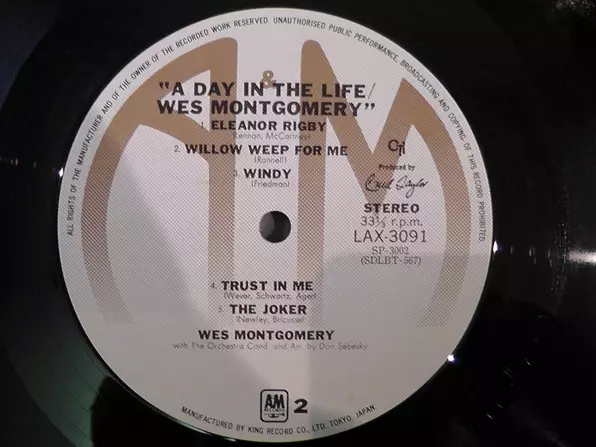 ALL RIGHTS OF THE MANUFACTURER AND OF THE OWNER OF THE RECORDED WORK RESERVED. UNAUTHORISED PUBLIC PERFORMANCE, BROADCASTING AND COPYING OF THIS RECORD PROHIBITED.
A&M
"A DAY IN THE LIFE/
WES MONTGOMERY"
1. ELEANOR RIGBY
(Lennon, McCartney)
2. WILLOW WEEP FOR ME
(Ronnell)
3. WINDY
(Friedman)
Produced by
Creed Taylor
STEREO
33⅓ r.p.m.
LAX-3091
SP-3002
(SDLBT-567)
4. TRUST IN ME
(Wever, Schwartz, Ager)
5. THE JOKER
(Newley, Bricusse)
WES MONTGOMERY
with The Orchestra Cond. and Arr. by Don Sebesky
A&M
RECORDS
2
MANUFACTURED BY KING RECORD CO., LTD. TOKYO, JAPAN